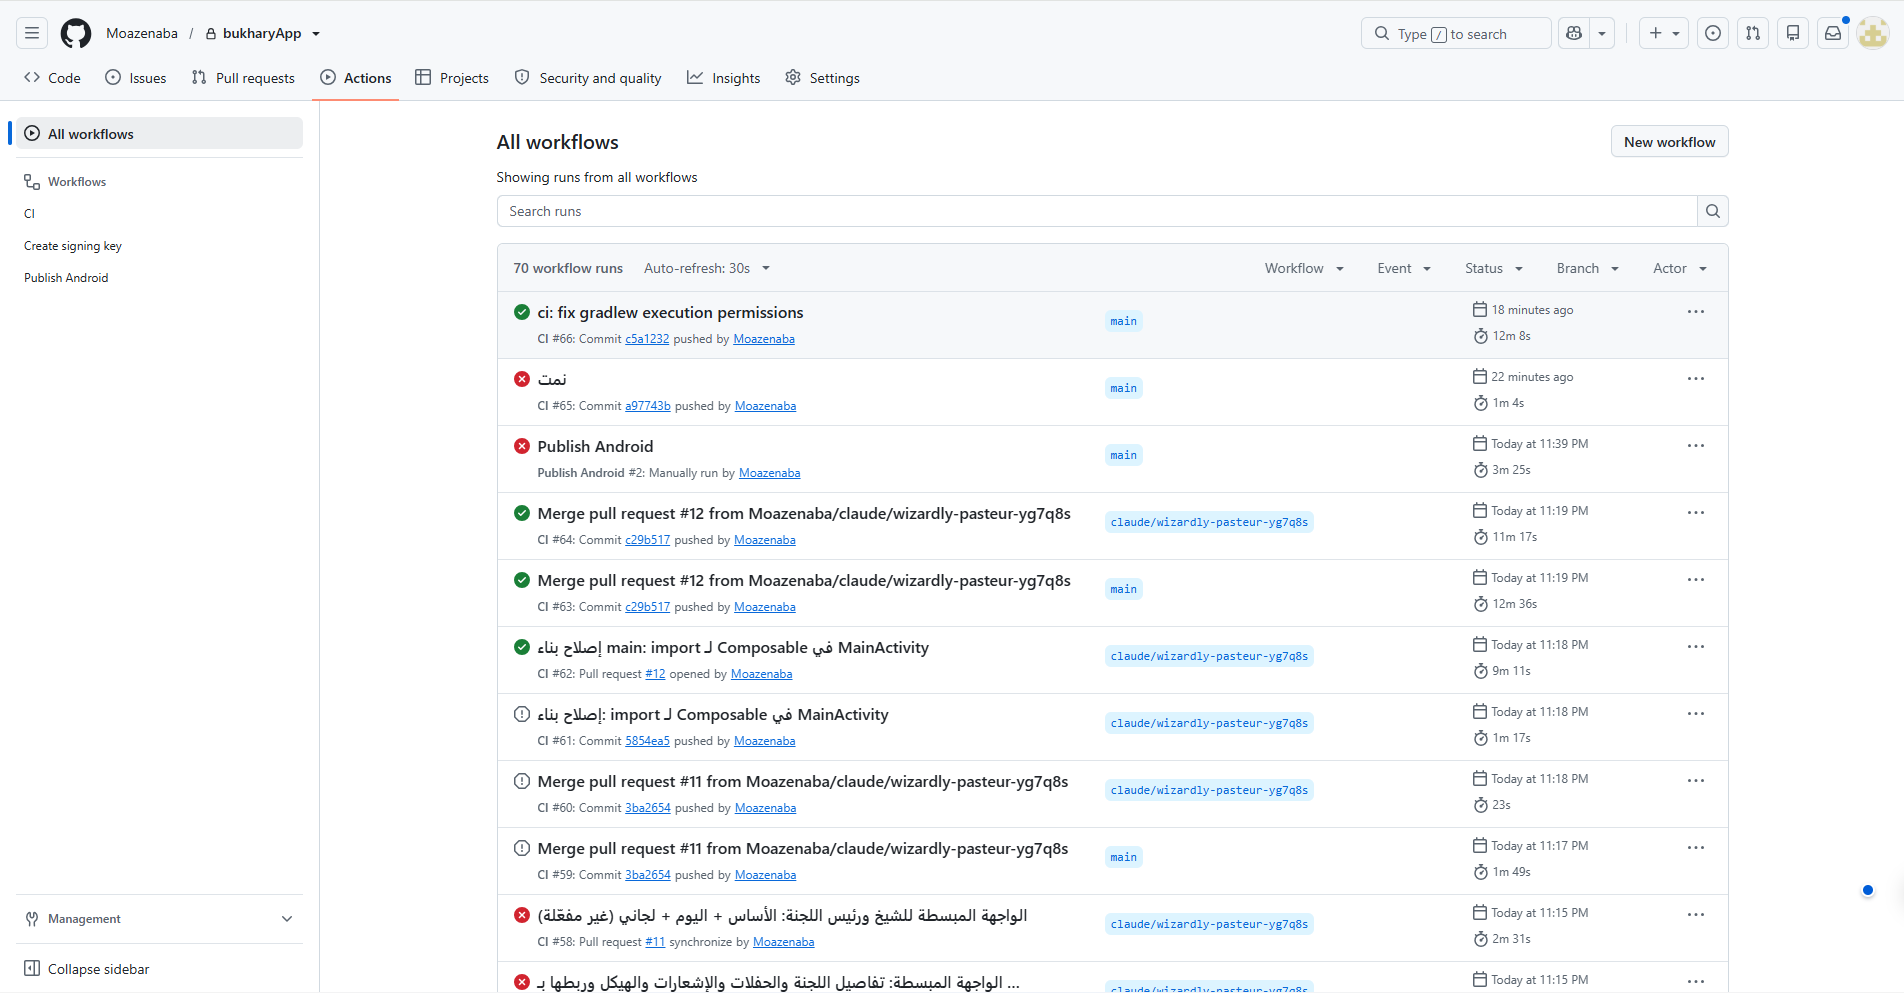 Moazenaba / bukharyApp
Type / to search
Code
Issues
Pull requests
Actions
Projects
Security and quality
Insights
Settings
All workflows
Workflows
CI
Create signing key
Publish Android
Management
Collapse sidebar
All workflows
New workflow
Showing runs from all workflows
Search runs
70 workflow runs
Auto-refresh: 30s
Workflow
Event
Status
Branch
Actor
ci: fix gradlew execution permissions
CI #66: Commit c5a1232 pushed by Moazenaba
main
18 minutes ago
12m 8s
نمت
CI #65: Commit a97743b pushed by Moazenaba
main
22 minutes ago
1m 4s
Publish Android
Publish Android #2: Manually run by Moazenaba
main
Today at 11:39 PM
3m 25s
Merge pull request #12 from Moazenaba/claude/wizardly-pasteur-yg7q8s
CI #64: Commit c29b517 pushed by Moazenaba
claude/wizardly-pasteur-yg7q8s
Today at 11:19 PM
11m 17s
Merge pull request #12 from Moazenaba/claude/wizardly-pasteur-yg7q8s
CI #63: Commit c29b517 pushed by Moazenaba
main
Today at 11:19 PM
12m 36s
إصلاح بناء main: import لـ Composable في MainActivity
CI #62: Pull request #12 opened by Moazenaba
claude/wizardly-pasteur-yg7q8s
Today at 11:18 PM
9m 11s
إصلاح بناء: import لـ Composable في MainActivity
CI #61: Commit 5854ea5 pushed by Moazenaba
claude/wizardly-pasteur-yg7q8s
Today at 11:18 PM
1m 17s
Merge pull request #11 from Moazenaba/claude/wizardly-pasteur-yg7q8s
CI #60: Commit 3ba2654 pushed by Moazenaba
claude/wizardly-pasteur-yg7q8s
Today at 11:18 PM
23s
Merge pull request #11 from Moazenaba/claude/wizardly-pasteur-yg7q8s
CI #59: Commit 3ba2654 pushed by Moazenaba
main
Today at 11:17 PM
1m 49s
الواجهة المبسطة للشيخ ورئيس اللجنة: الأساس + اليوم + لجاني (غير مفعّلة)
CI #58: Pull request #11 synchronize by Moazenaba
claude/wizardly-pasteur-yg7q8s
Today at 11:15 PM
2m 31s
الواجهة المبسطة: تفاصيل اللجنة والحفلات والإشعارات والهيكل وربطها بـ ...
claude/wizardly-pasteur-yg7q8s
Today at 11:15 PM